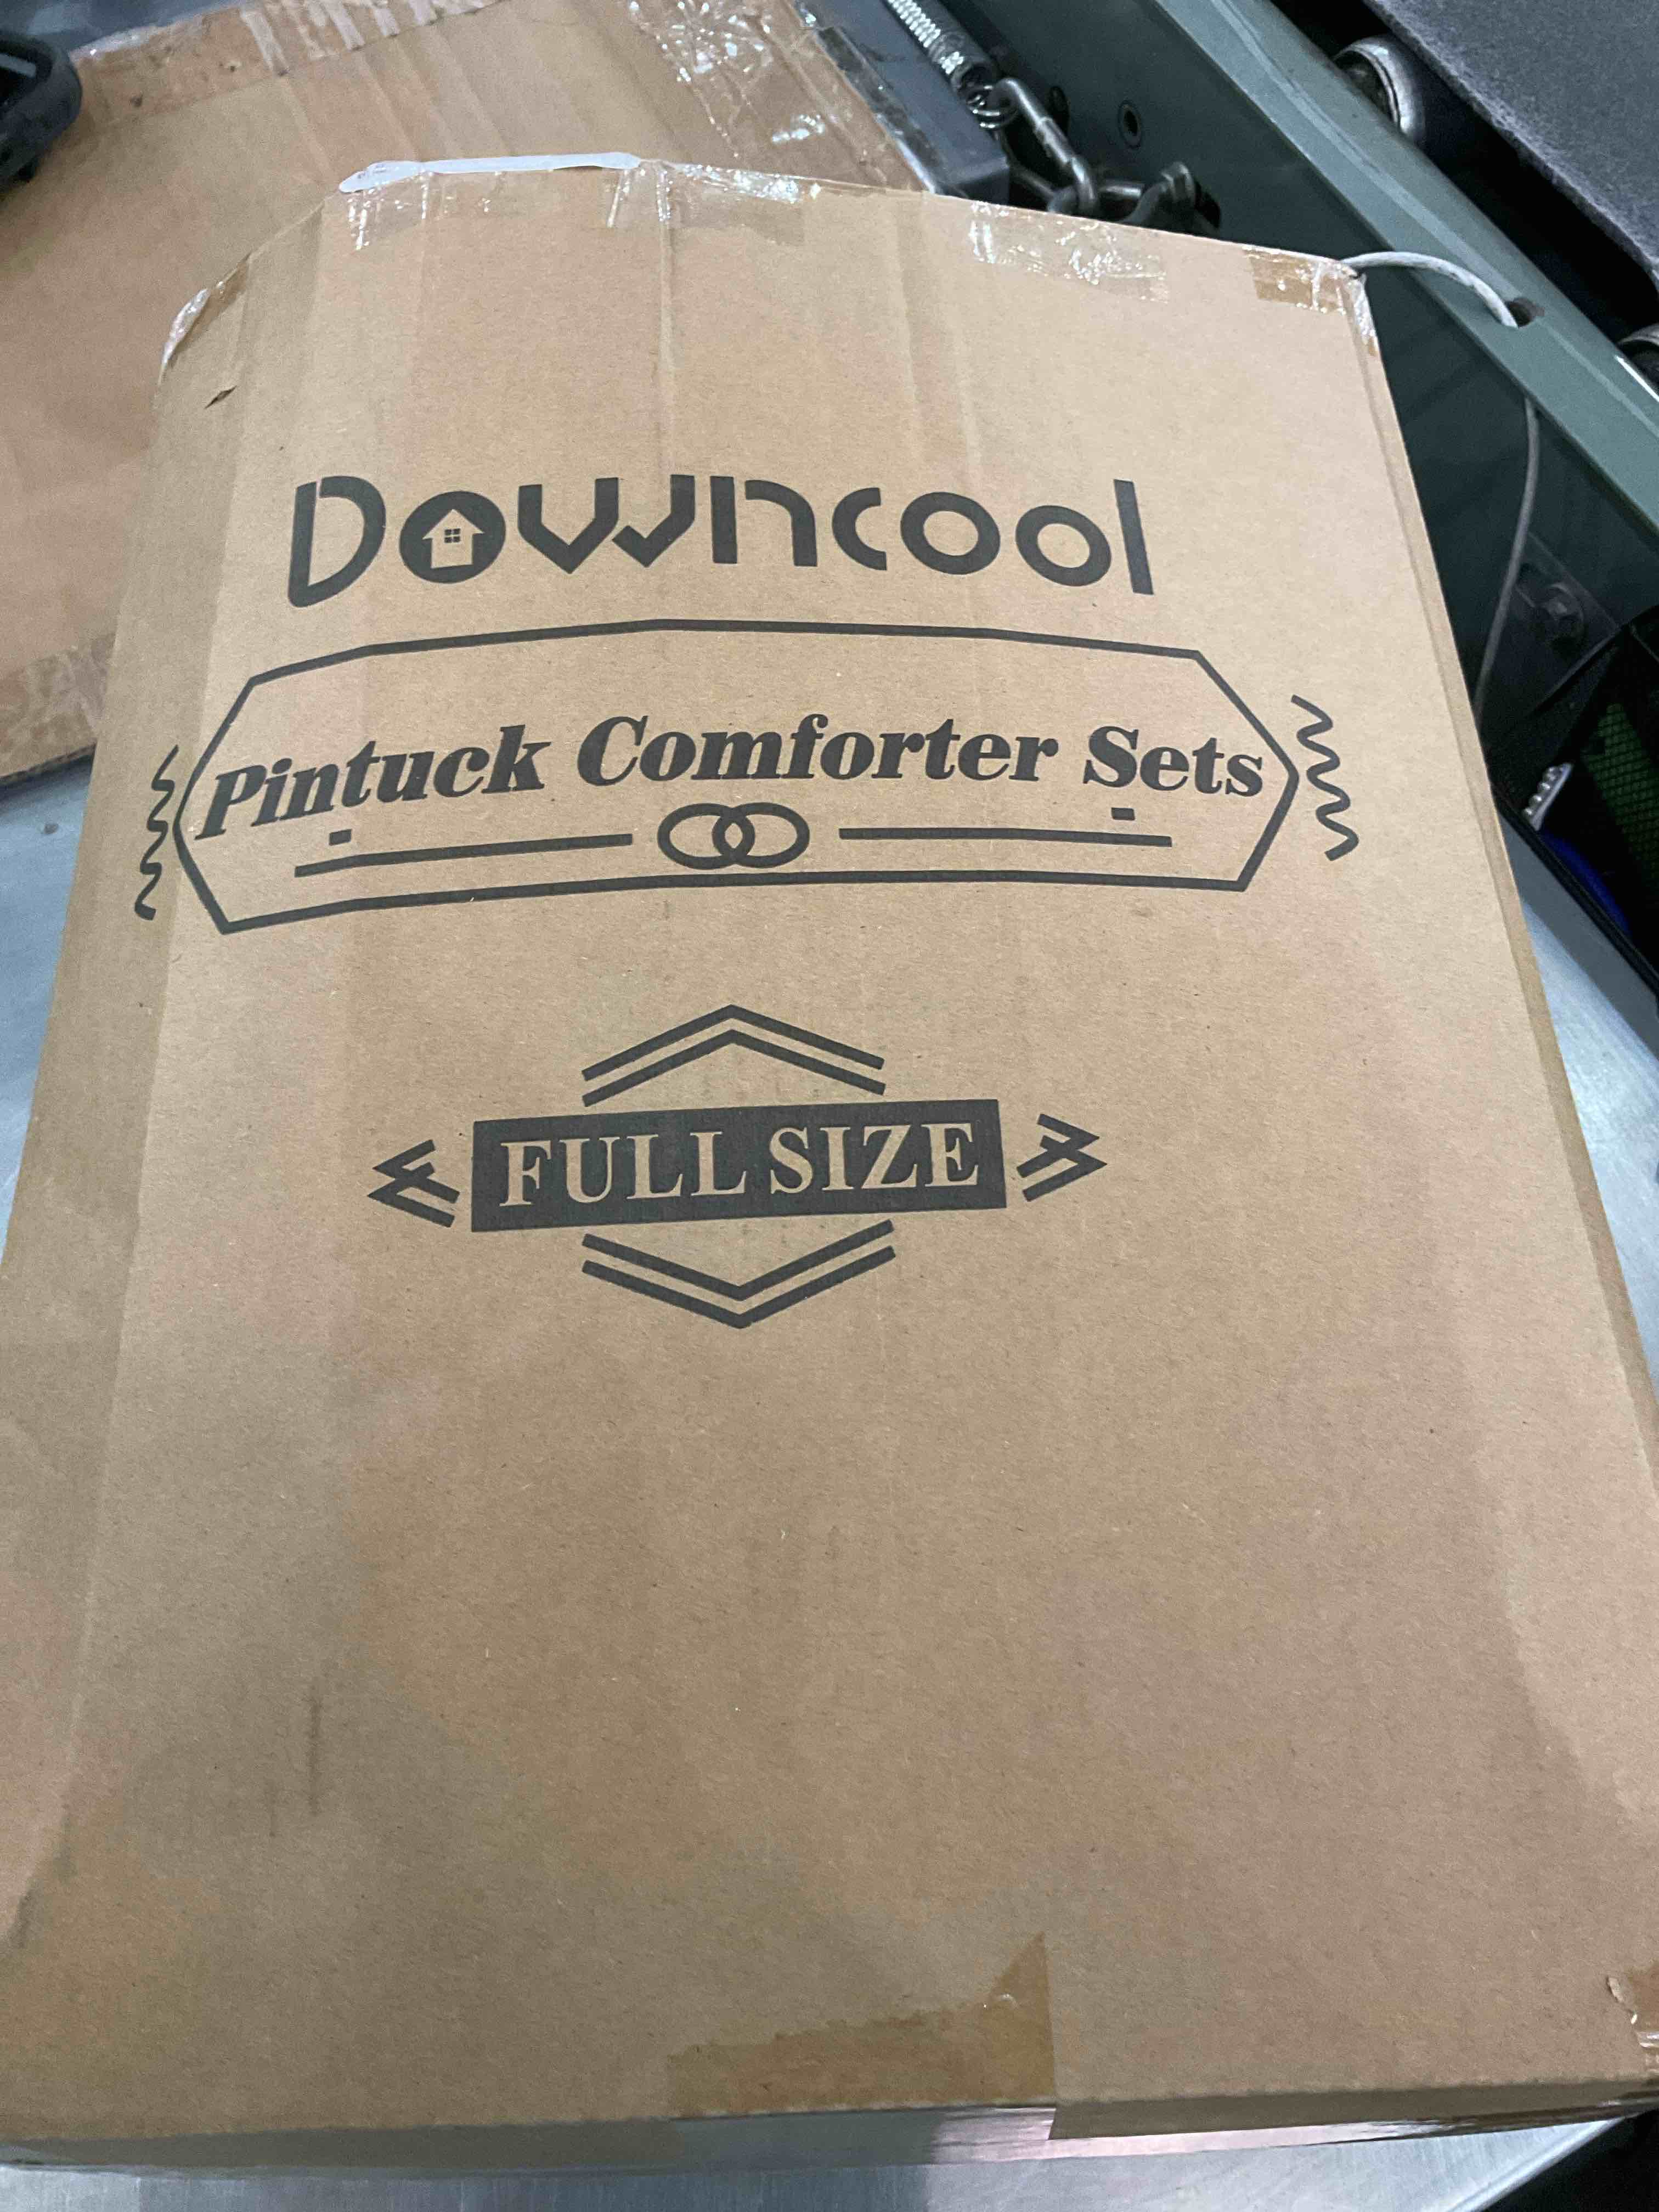 Downcool
Pintuck Comforter Sets
FULL SIZE